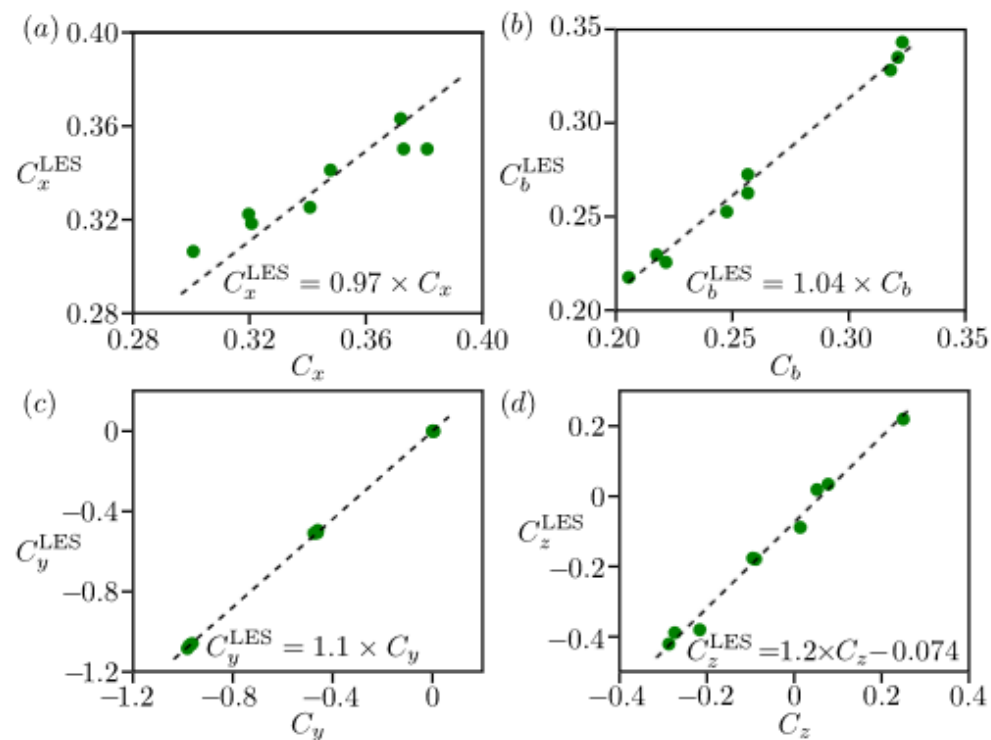 (a)
0.40
0.36
0.32
0.28
C_x^LES
C_x^LES = 0.97 × C_x
0.28 0.32 0.36 0.40
C_x
(b)
0.35
0.30
0.25
0.20
C_b^LES
C_b^LES = 1.04 × C_b
0.20 0.25 0.30 0.35
C_b
(c)
0
−0.4
−0.8
−1.2
C_y^LES
C_y^LES = 1.1 × C_y
−1.2 −0.8 −0.4 0
C_y
(d)
0.2
0
−0.2
−0.4
C_z^LES
C_z^LES =1.2×C_z−0.074
−0.4 −0.2 0 0.2 0.4
C_z